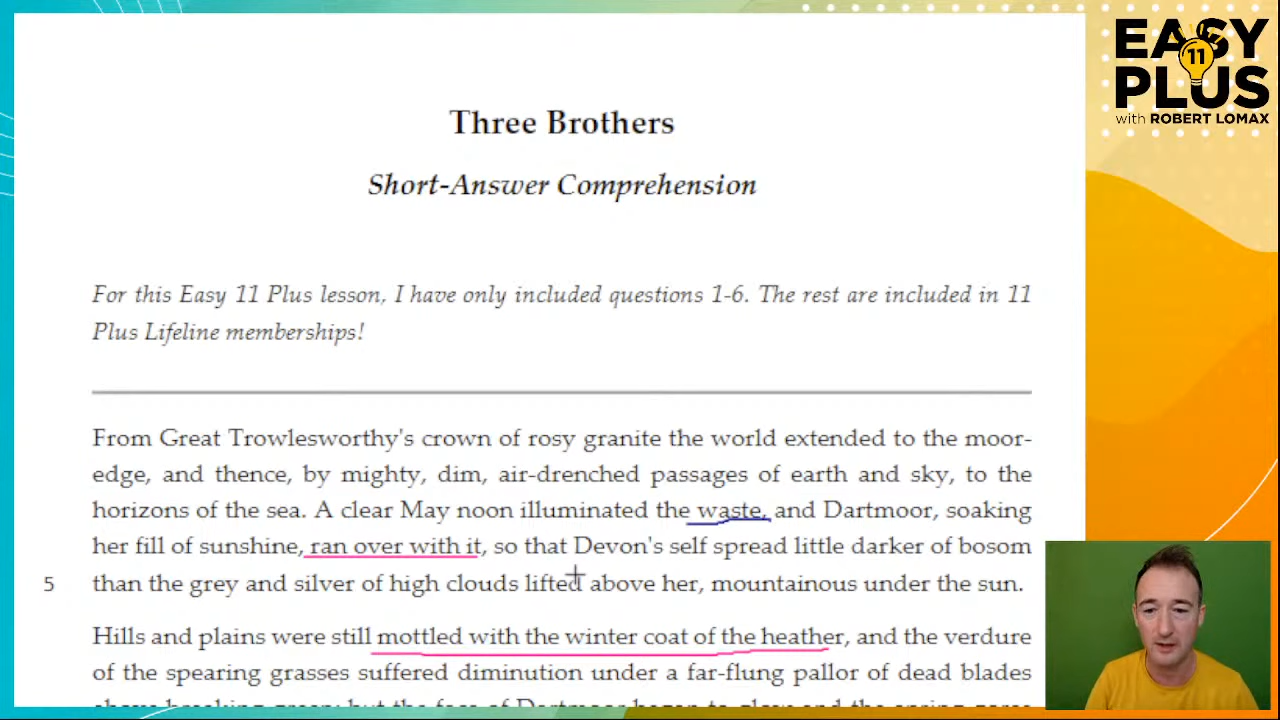 EASY
11
PLUS
with ROBERT LOMAX
Three Brothers
Short-Answer Comprehension
For this Easy 11 Plus lesson, I have only included questions 1-6. The rest are included in 11
Plus Lifeline memberships!
From Great Trowlesworthy's crown of rosy granite the world extended to the moor-
edge, and thence, by mighty, dim, air-drenched passages of earth and sky, to the
horizons of the sea. A clear May noon illuminated the waste, and Dartmoor, soaking
her fill of sunshine, ran over with it, so that Devon's self spread little darker of bosom
5 than the grey and silver of high clouds lifted above her, mountainous under the sun.
Hills and plains were still mottled with the winter coat of the heather, and the verdure
of the spearing grasses suffered diminution under a far-flung pallor of dead blades